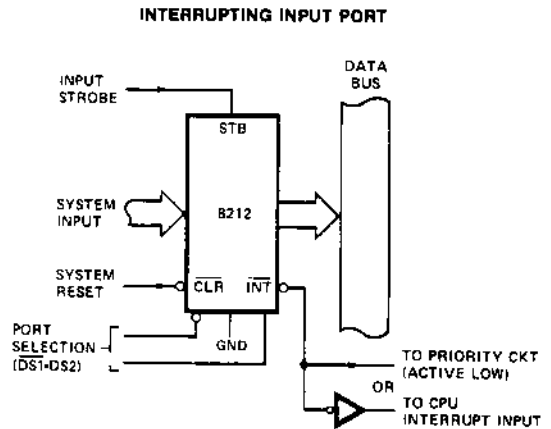 INTERRUPTING INPUT PORT
DATA
BUS
INPUT
STROBE
STB
SYSTEM
INPUT
8212
SYSTEM
RESET
CLR
INT
PORT
SELECTION
(DS1-DS2)
GND
TO PRIORITY CKT
(ACTIVE LOW)
OR
TO CPU
INTERRUPT INPUT